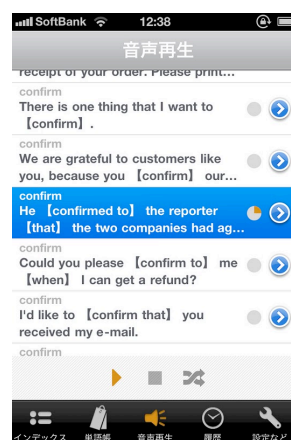 SoftBank 12:38
音声再生
receipt of your order. Please print...
confirm
There is one thing that I want to
【confirm】.
confirm
We are grateful to customers like
you, because you 【confirm】 our...
confirm
He 【confirmed to】 the reporter
【that】 the two companies had ag...
confirm
Could you please 【confirm to】 me
【when】 I can get a refund?
confirm
I'd like to 【confirm that】 you
received my e-mail.
confirm
インデックス 単語帳 音声再生 履歴 設定など